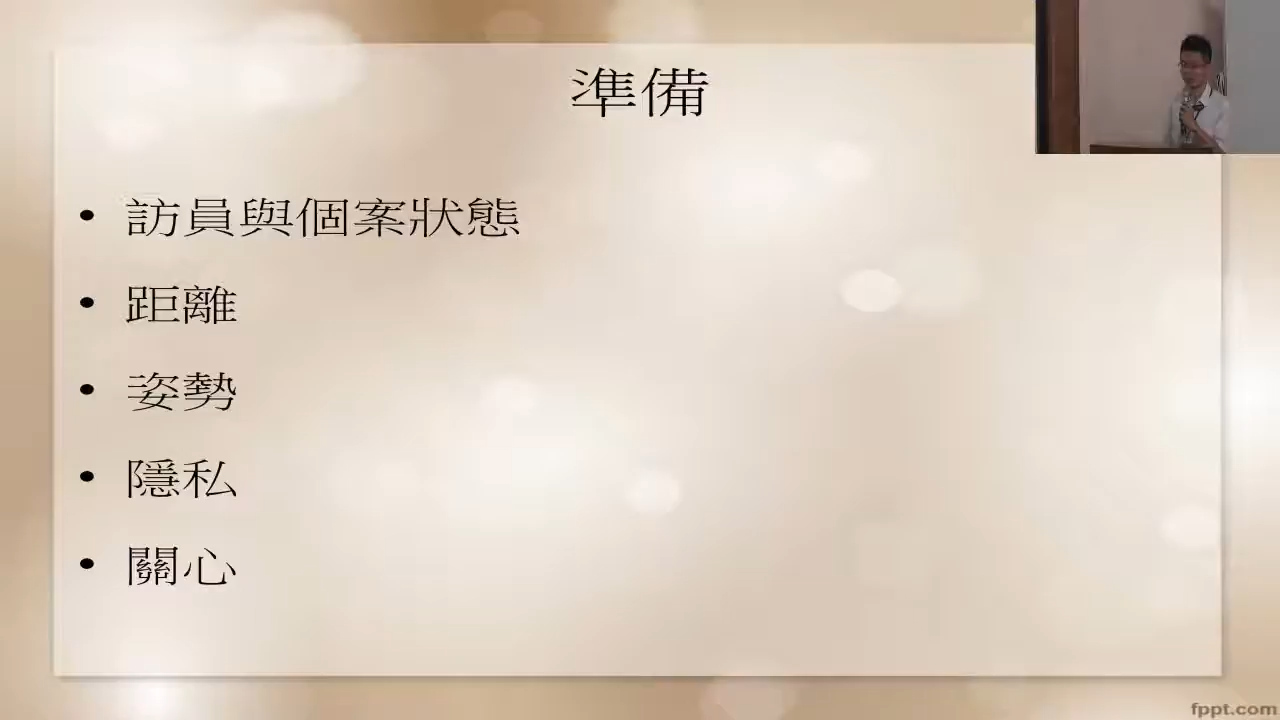 準備
• 訪員與個案狀態
• 距離
• 姿勢
• 隱私
• 關心
fppt.com